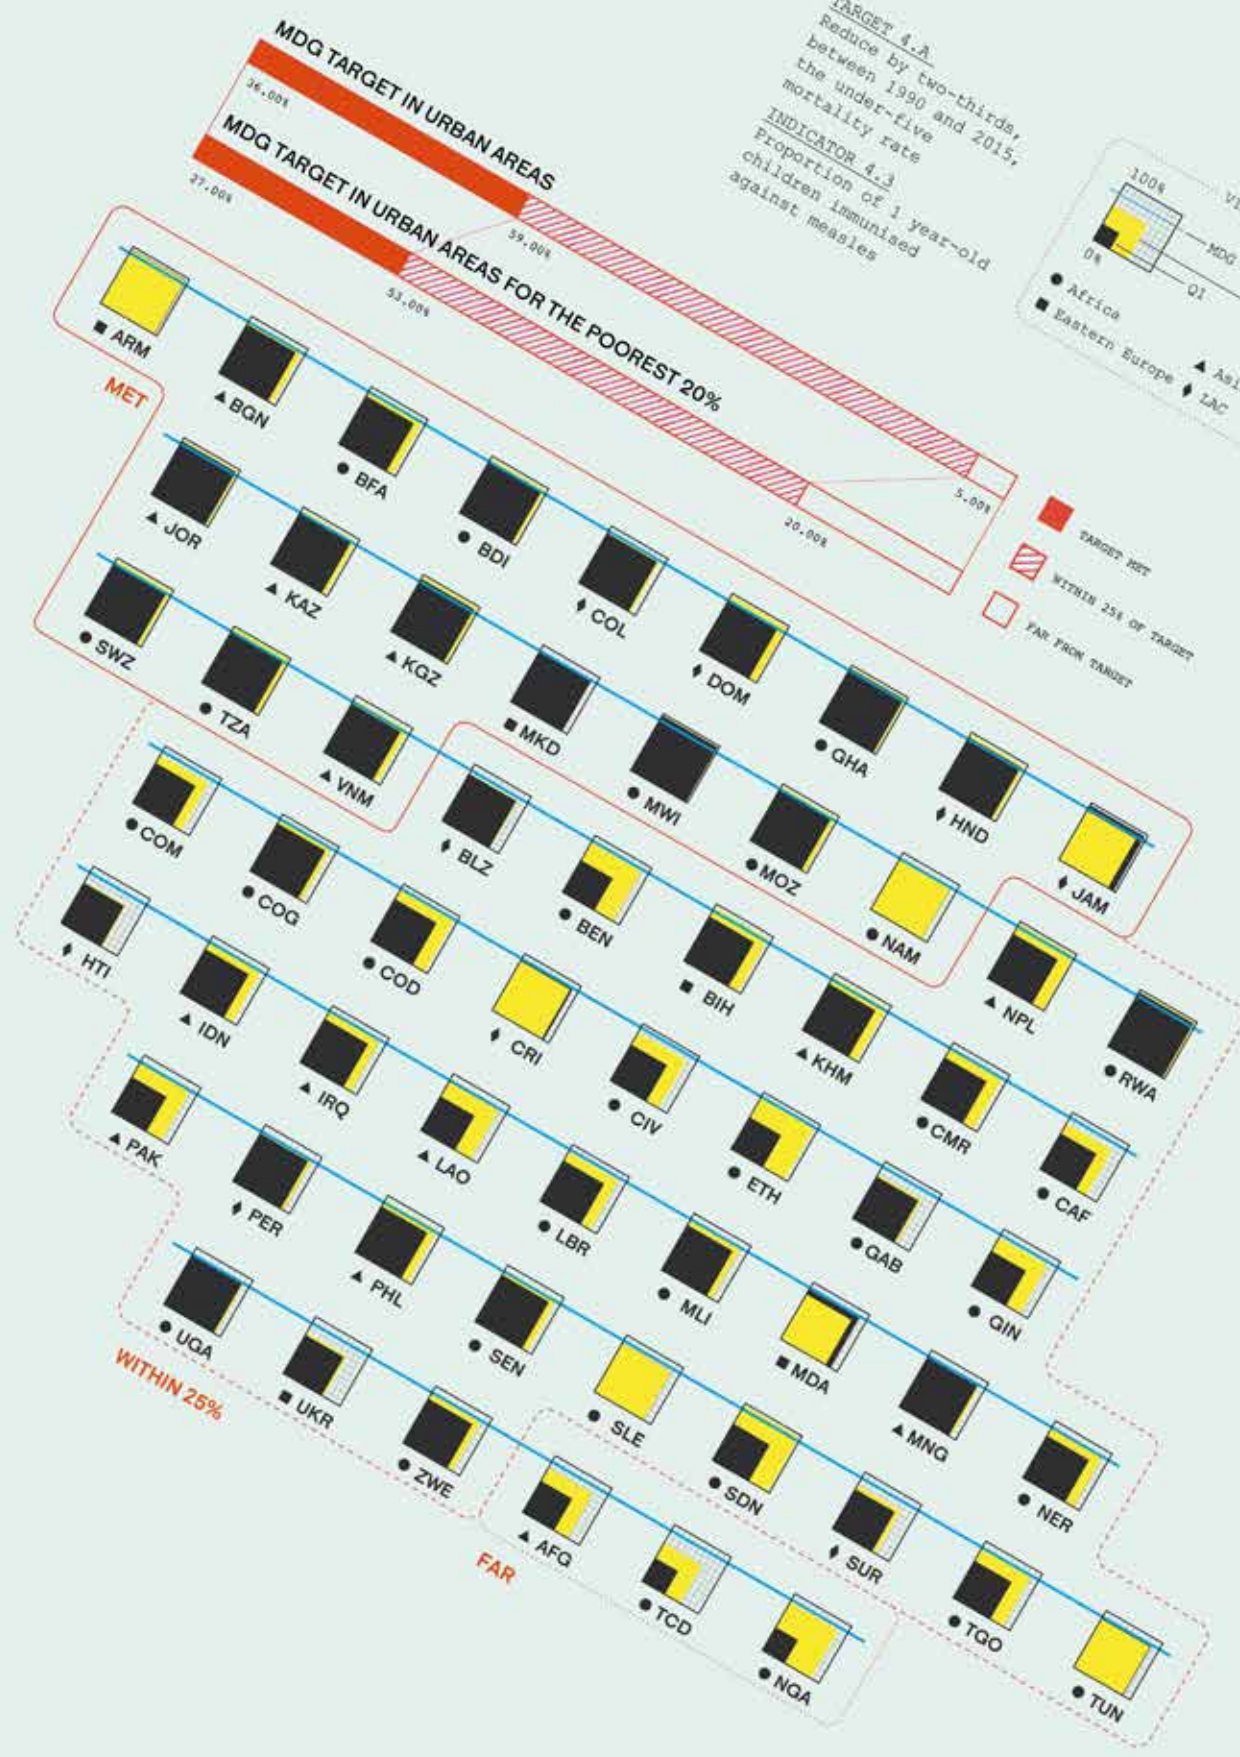 MDG TARGET IN URBAN AREAS
36.00%
59.00%
5.00%
MDG TARGET IN URBAN AREAS FOR THE POOREST 20%
27.00%
53.00%
20.00%
TARGET 4.A
Reduce by two-thirds,
between 1990 and 2015,
the under-five
mortality rate
INDICATOR 4.3
Proportion of 1 year-old
children immunised
against measles
100%
0%
MDG
Q1
● Africa
■ Eastern Europe
▲ Asi
♦ LAC
TARGET MET
WITHIN 25% OF TARGET
FAR FROM TARGET
MET
■ ARM
▲ BGN
● BFA
● BDI
♦ COL
♦ DOM
● GHA
♦ HND
♦ JAM
▲ JOR
▲ KAZ
▲ KGZ
■ MKD
● MWI
● MOZ
● NAM
▲ NPL
● RWA
● SWZ
● TZA
▲ VNM
♦ BLZ
● BEN
■ BIH
▲ KHM
● CMR
● CAF
● COM
● COG
● COD
♦ CRI
● CIV
● ETH
● GAB
● GIN
♦ HTI
▲ IDN
▲ IRQ
▲ LAO
● LBR
● MLI
■ MDA
▲ MNG
● NER
▲ PAK
♦ PER
▲ PHL
● SEN
● SLE
● SDN
♦ SUR
● TGO
● TUN
● UGA
■ UKR
● ZWE
▲ AFG
● TCD
● NGA
WITHIN 25%
FAR